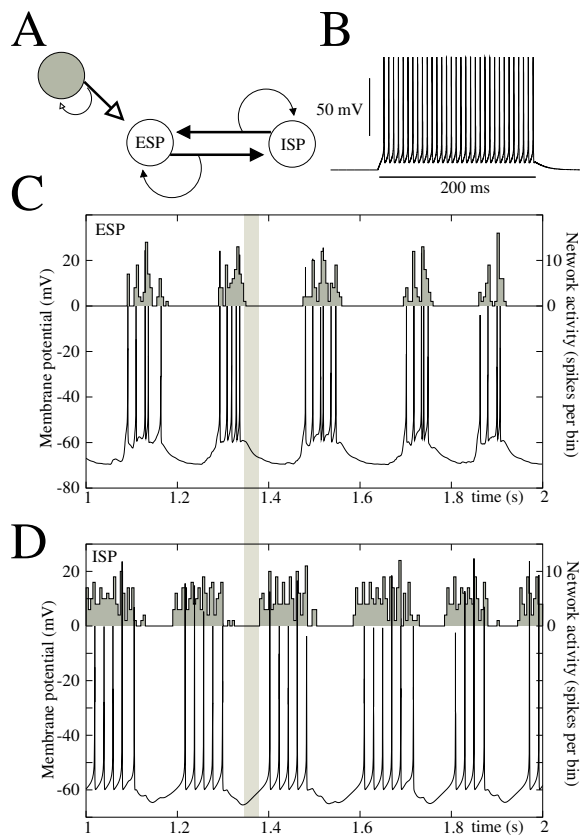 A
B
ESP
ISP
50 mV
200 ms
C
ESP
Membrane potential (mV)
20
0
-20
-40
-60
-80
10
0
Network activity
(spikes per bin)
1
1.2
1.4
1.6
1.8
time (s)
2
D
ISP
Membrane potential (mV)
20
0
-20
-40
-60
10
0
Network activity
(spikes per bin)
1
1.2
1.4
1.6
1.8
time (s)
2